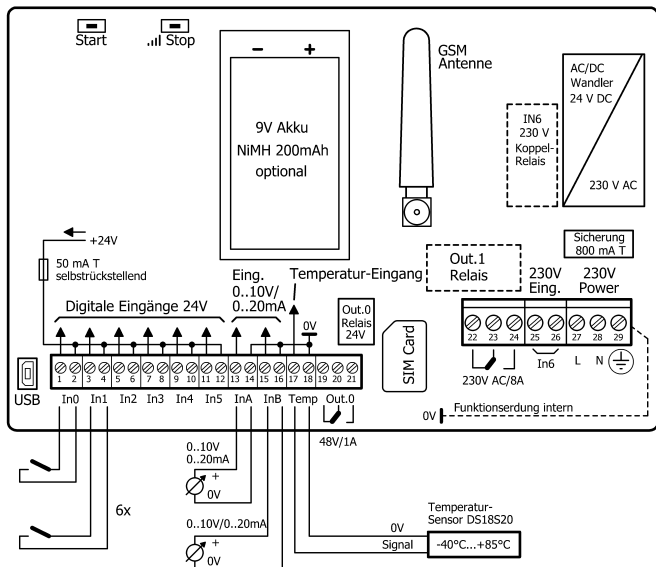 Start
Stop
– +
9V Akku
NiMH 200mAh
optional
GSM
Antenne
AC/DC
Wandler
24 V DC
230 V AC
IN6
230 V
Koppel-
Relais
Sicherung
800 mA T
+24V
50 mA T
selbstrückstellend
Digitale Eingänge 24V
Eing.
0..10V/
0..20mA
Temperatur-Eingang
0V
Out.0
Relais
24V
Out.1
Relais
230V
Eing.
230V
Power
SIM Card
USB
1 2 3 4 5 6 7 8 9 10 11 12 13 14 15 16 17 18 19 20 21
In0 In1 In2 In3 In4 In5 InA InB Temp Out.0
48V/1A
22 23 24 25 26 27 28 29
230V AC/8A
In6
L N
0V
Funktionserdung intern
6x
0..10V
0..20mA
+
0V
0..10V/0..20mA
+
0V
0V
Signal
Temperatur-
Sensor DS18S20
-40°C...+85°C